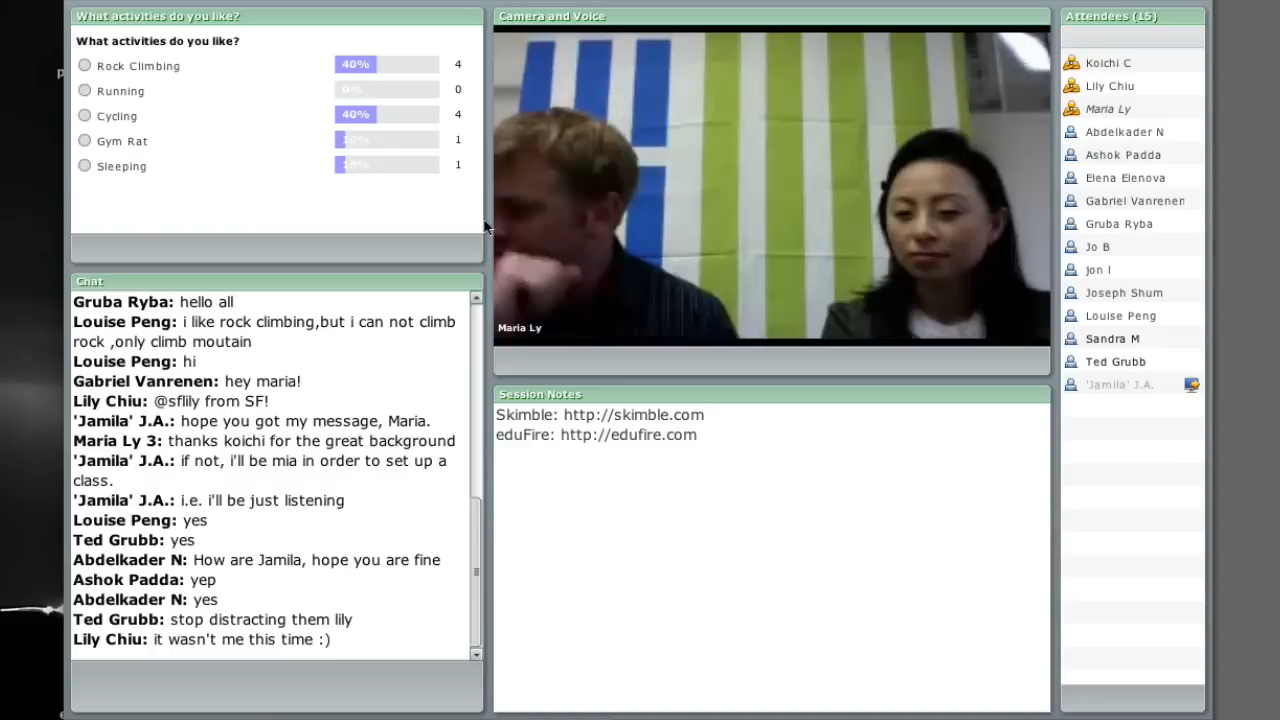 What activities do you like?
What activities do you like?
Rock Climbing 40% 4
Running 0% 0
Cycling 40% 4
Gym Rat 10% 1
Sleeping 10% 1
Chat
Gruba Ryba: hello all
Louise Peng: i like rock climbing,but i can not climb
rock ,only climb moutain
Louise Peng: hi
Gabriel Vanrenen: hey maria!
Lily Chiu: @sflily from SF!
'Jamila' J.A.: hope you got my message, Maria.
Maria Ly 3: thanks koichi for the great background
'Jamila' J.A.: if not, i'll be mia in order to set up a
class.
'Jamila' J.A.: i.e. i'll be just listening
Louise Peng: yes
Ted Grubb: yes
Abdelkader N: How are Jamila, hope you are fine
Ashok Padda: yep
Abdelkader N: yes
Ted Grubb: stop distracting them lily
Lily Chiu: it wasn't me this time :)
Camera and Voice
Maria Ly
Session Notes
Skimble: http://skimble.com
eduFire: http://edufire.com
Attendees (15)
Koichi C
Lily Chiu
Maria Ly
Abdelkader N
Ashok Padda
Elena Elenova
Gabriel Vanrenen
Gruba Ryba
Jo B
jon l
Joseph Shum
Louise Peng
Sandra M
Ted Grubb
'Jamila' J.A.